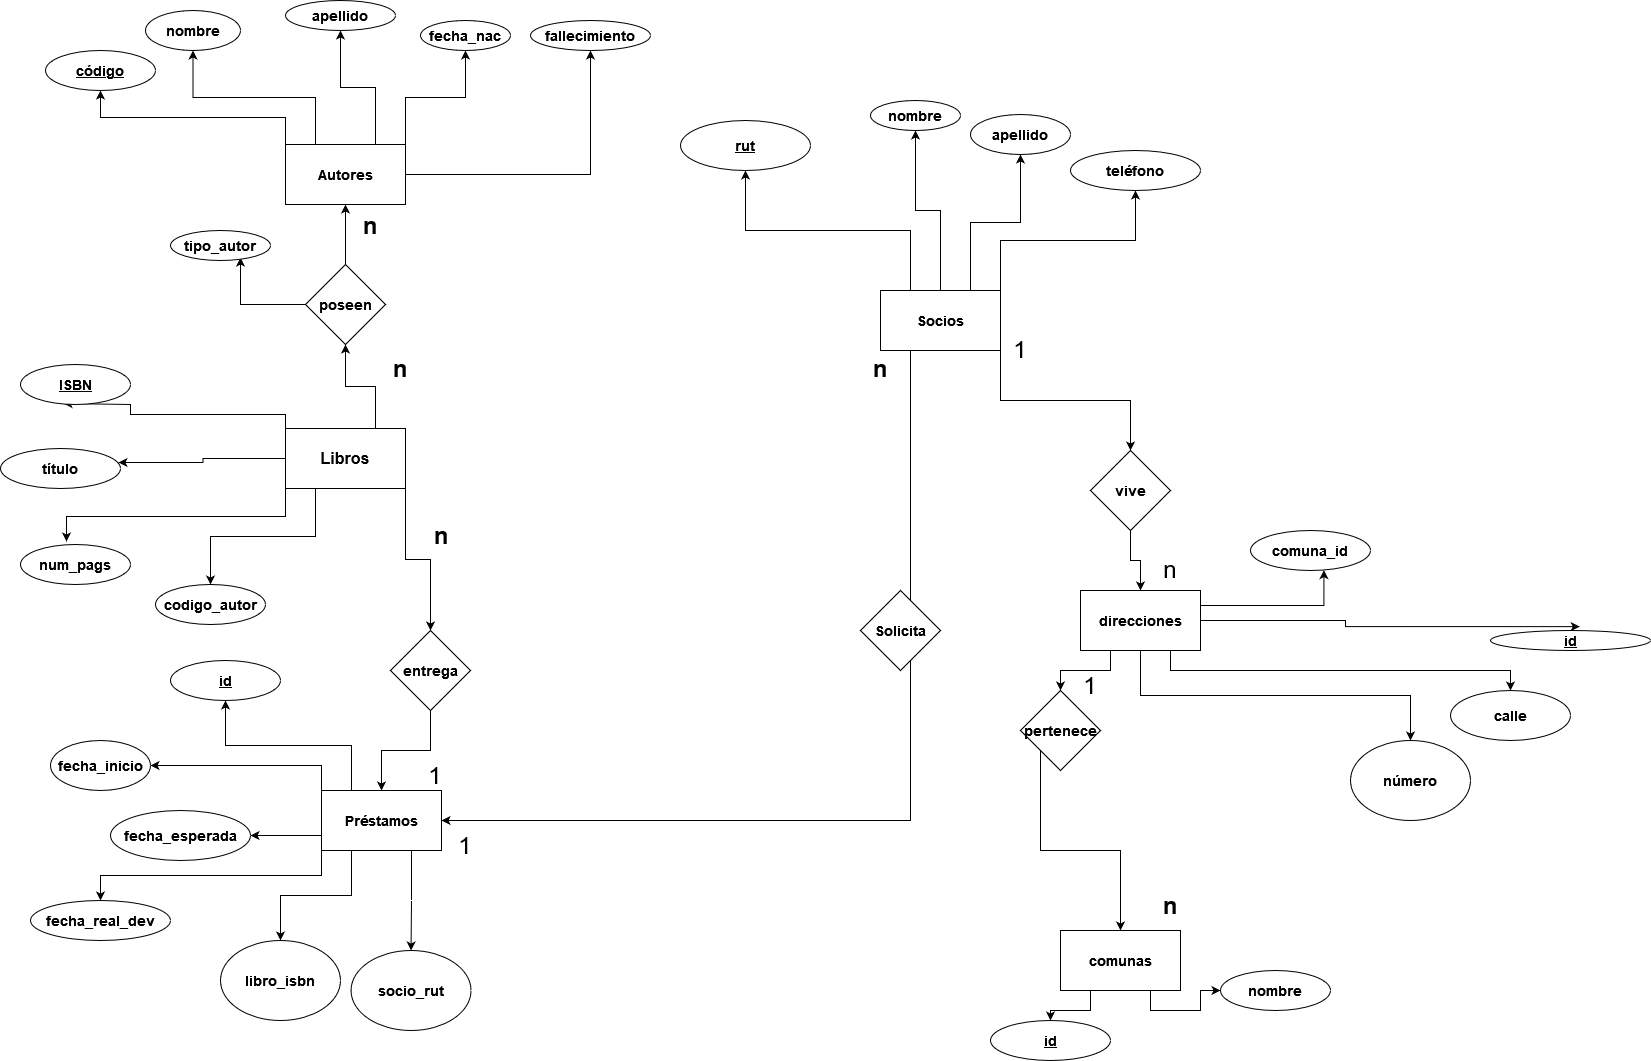 apellido
nombre
fecha_nac
fallecimiento
código
Autores
n
tipo_autor
poseen
n
ISBN
Libros
título
n
num_pags
codigo_autor
entrega
id
fecha_inicio
1
Préstamos
fecha_esperada
1
fecha_real_dev
libro_isbn
socio_rut
nombre
apellido
rut
teléfono
Socios
1
n
vive
comuna_id
n
direcciones
Solicita
id
1
calle
pertenece
número
n
comunas
nombre
id